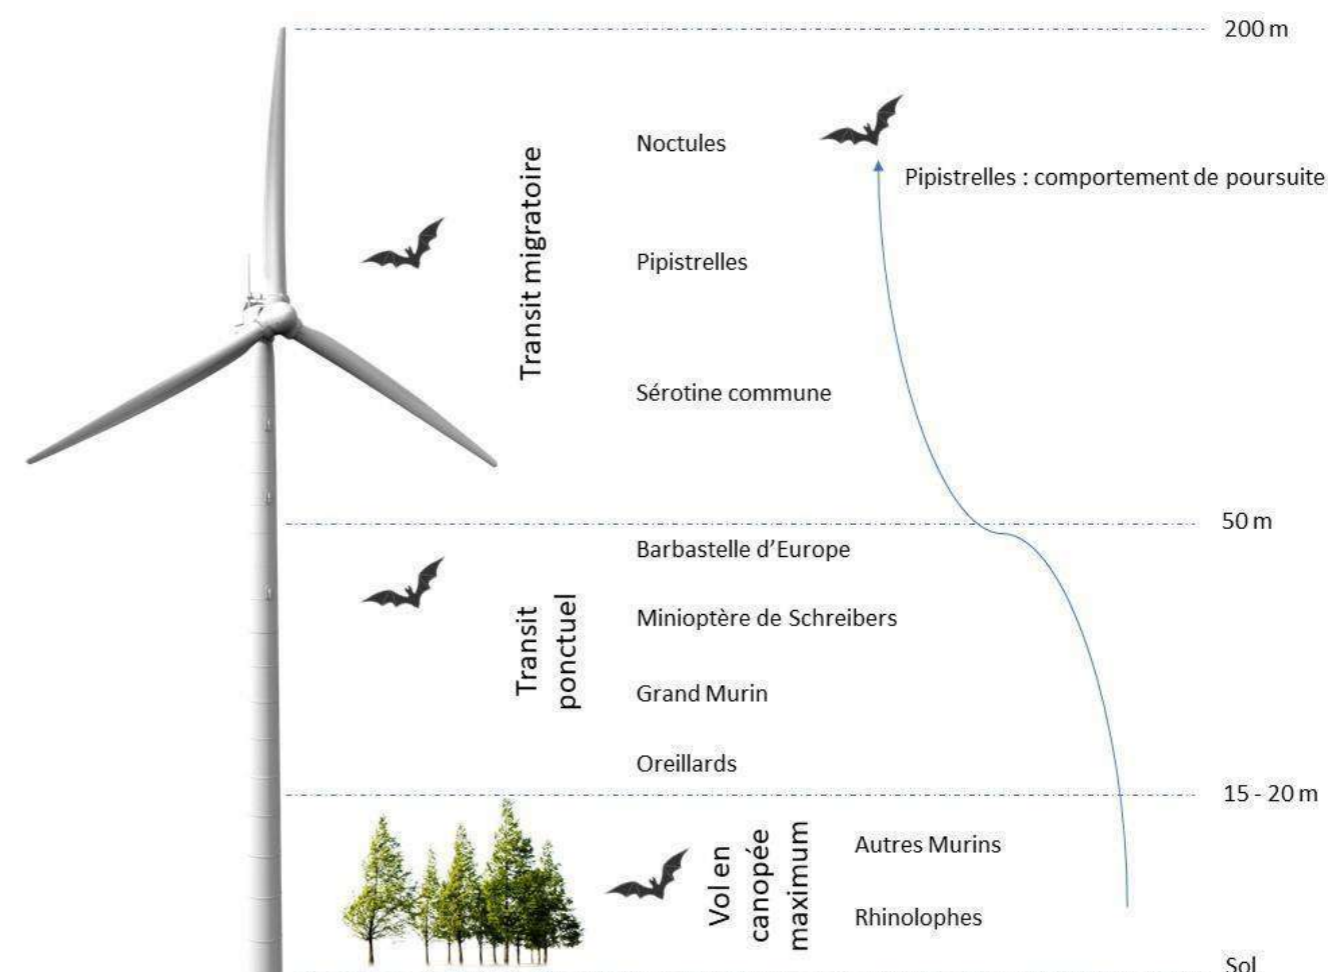 200 m
Noctules
Pipistrelles : comportement de poursuite
Transit migratoire
Pipistrelles
Sérotine commune
50 m
Barbastelle d’Europe
Minioptère de Schreibers
Transit
ponctuel
Grand Murin
Oreillards
15 - 20 m
Vol en
canopée
maximum
Autres Murins
Rhinolophes
Sol